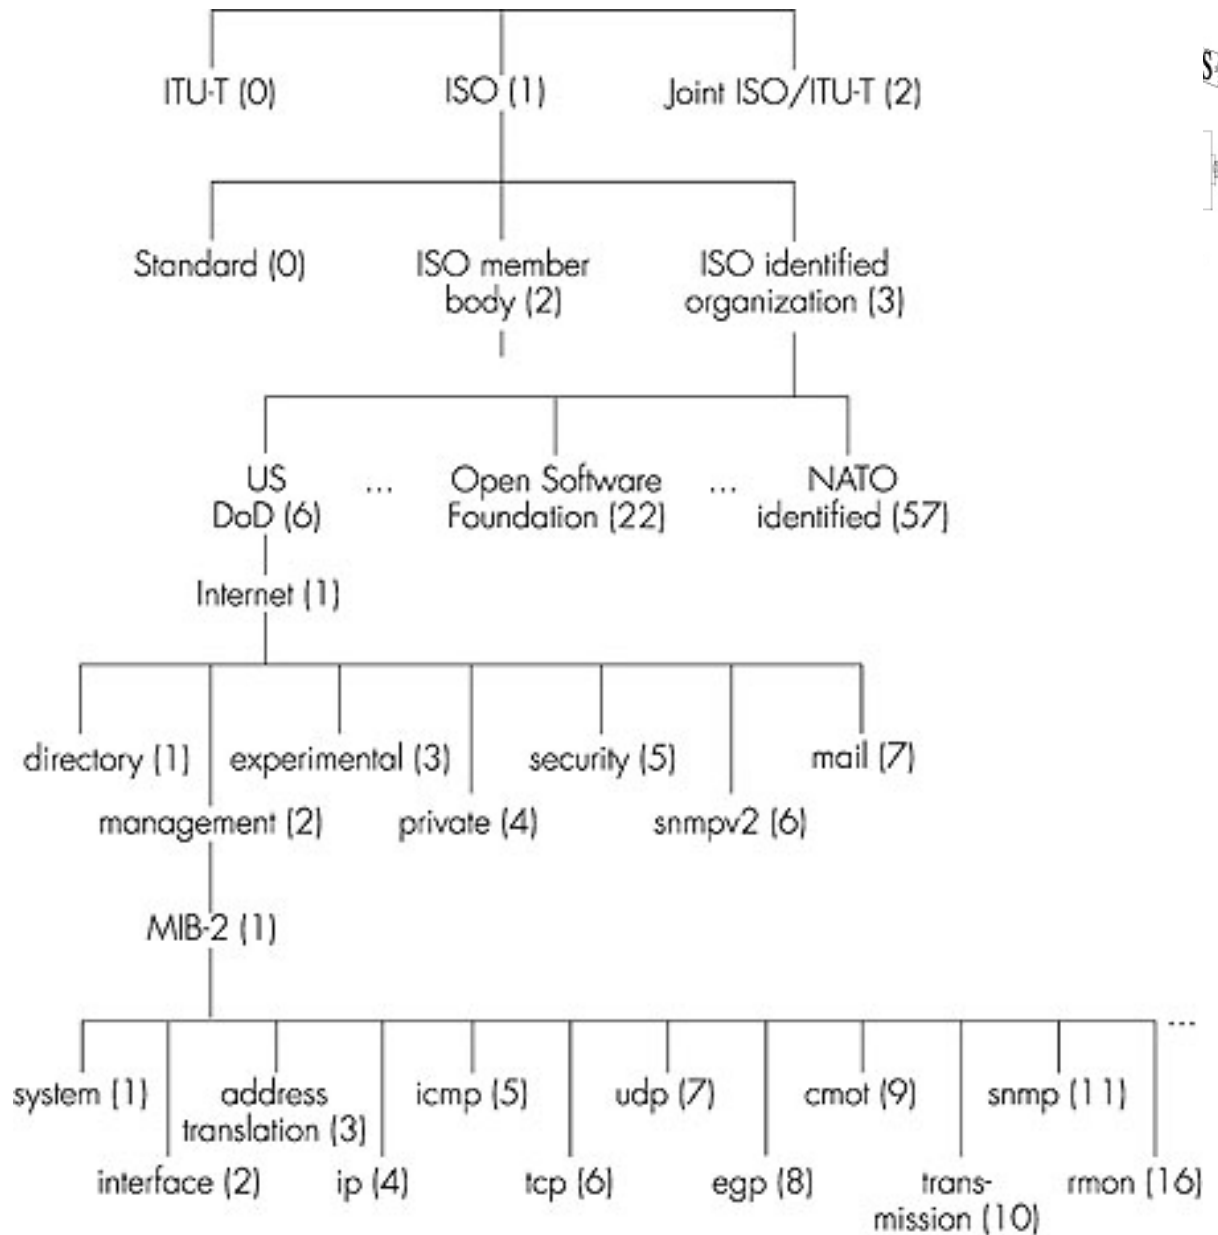 ITU-T (0) ISO (1) Joint ISO/ITU-T (2)
Standard (0) ISO member ISO identified
body (2) organization (3)
US ... Open Software ... NATO
DoD (6) Foundation (22) identified (57)
Internet (1)
directory (1) experimental (3) security (5) mail (7)
management (2) private (4) snmpv2 (6)
MIB-2 (1)
...
system (1) address icmp (5) udp (7) cmot (9) snmp (11)
translation (3)
interface (2) ip (4) tcp (6) egp (8) trans- rmon (16)
mission (10)